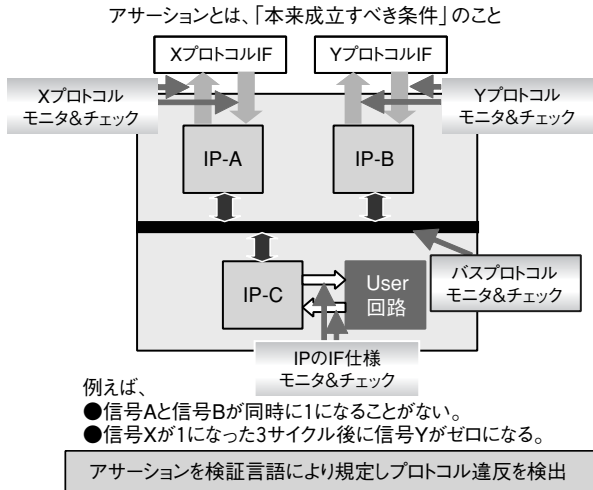 アサーションとは、「本来成立すべき条件」のこと
XプロトコルIF
YプロトコルIF
Xプロトコル
モニタ&チェック
Yプロトコル
モニタ&チェック
IP-A
IP-B
バスプロトコル
モニタ&チェック
IP-C
User
回路
IPのIF仕様
モニタ&チェック
例えば、
●信号Aと信号Bが同時に1になることがない。
●信号Xが1になった3サイクル後に信号Yがゼロになる。
アサーションを検証言語により規定しプロトコル違反を検出